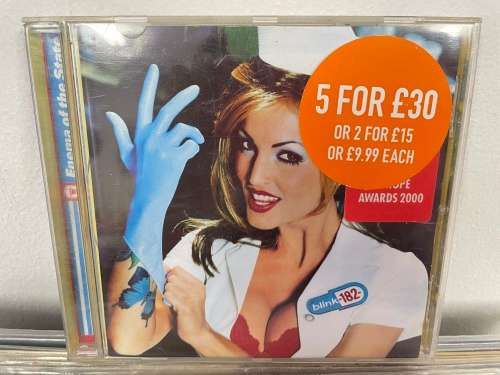 Enema of the State
5 FOR £30
OR 2 FOR £15
OR £9.99 EACH
AWARDS 2000
blink-182-